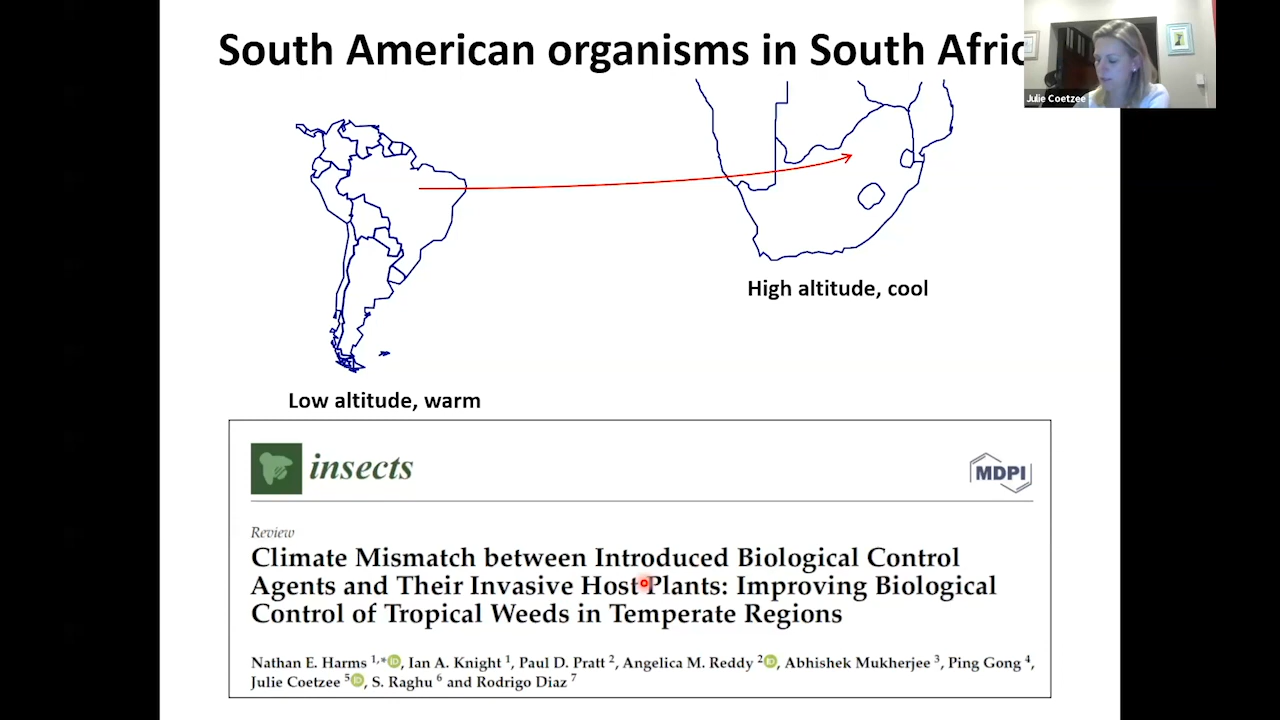 South American organisms in South Afric
Julie Coetzee
High altitude, cool
Low altitude, warm
insects
MDPI
Review
Climate Mismatch between Introduced Biological Control
Agents and Their Invasive Host Plants: Improving Biological
Control of Tropical Weeds in Temperate Regions
Nathan E. Harms 1,*, Ian A. Knight 1, Paul D. Pratt 2, Angelica M. Reddy 2, Abhishek Mukherjee 3, Ping Gong 4,
Julie Coetzee 5, S. Raghu 6 and Rodrigo Diaz 7